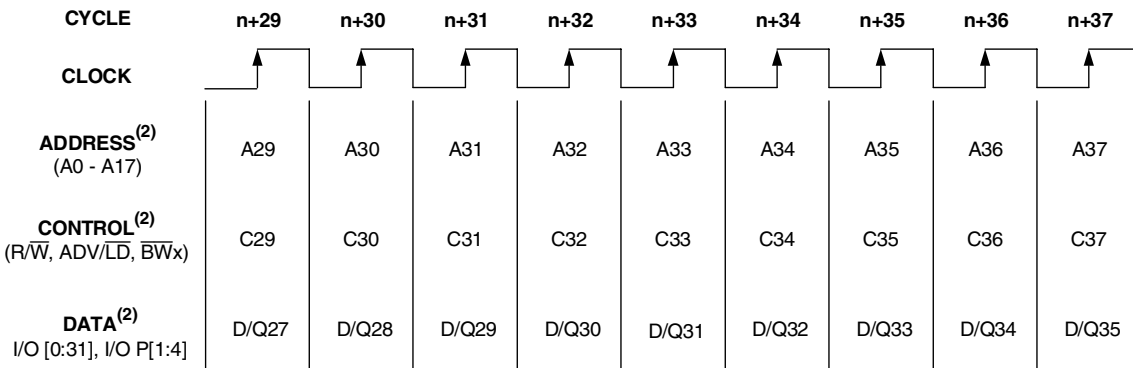 CYCLE n+29 n+30 n+31 n+32 n+33 n+34 n+35 n+36 n+37
CLOCK
ADDRESS(2)
(A0 - A17) A29 A30 A31 A32 A33 A34 A35 A36 A37
CONTROL(2)
(R/W̅, ADV/L̅D̅, B̅W̅x) C29 C30 C31 C32 C33 C34 C35 C36 C37
DATA(2)
I/O [0:31], I/O P[1:4] D/Q27 D/Q28 D/Q29 D/Q30 D/Q31 D/Q32 D/Q33 D/Q34 D/Q35